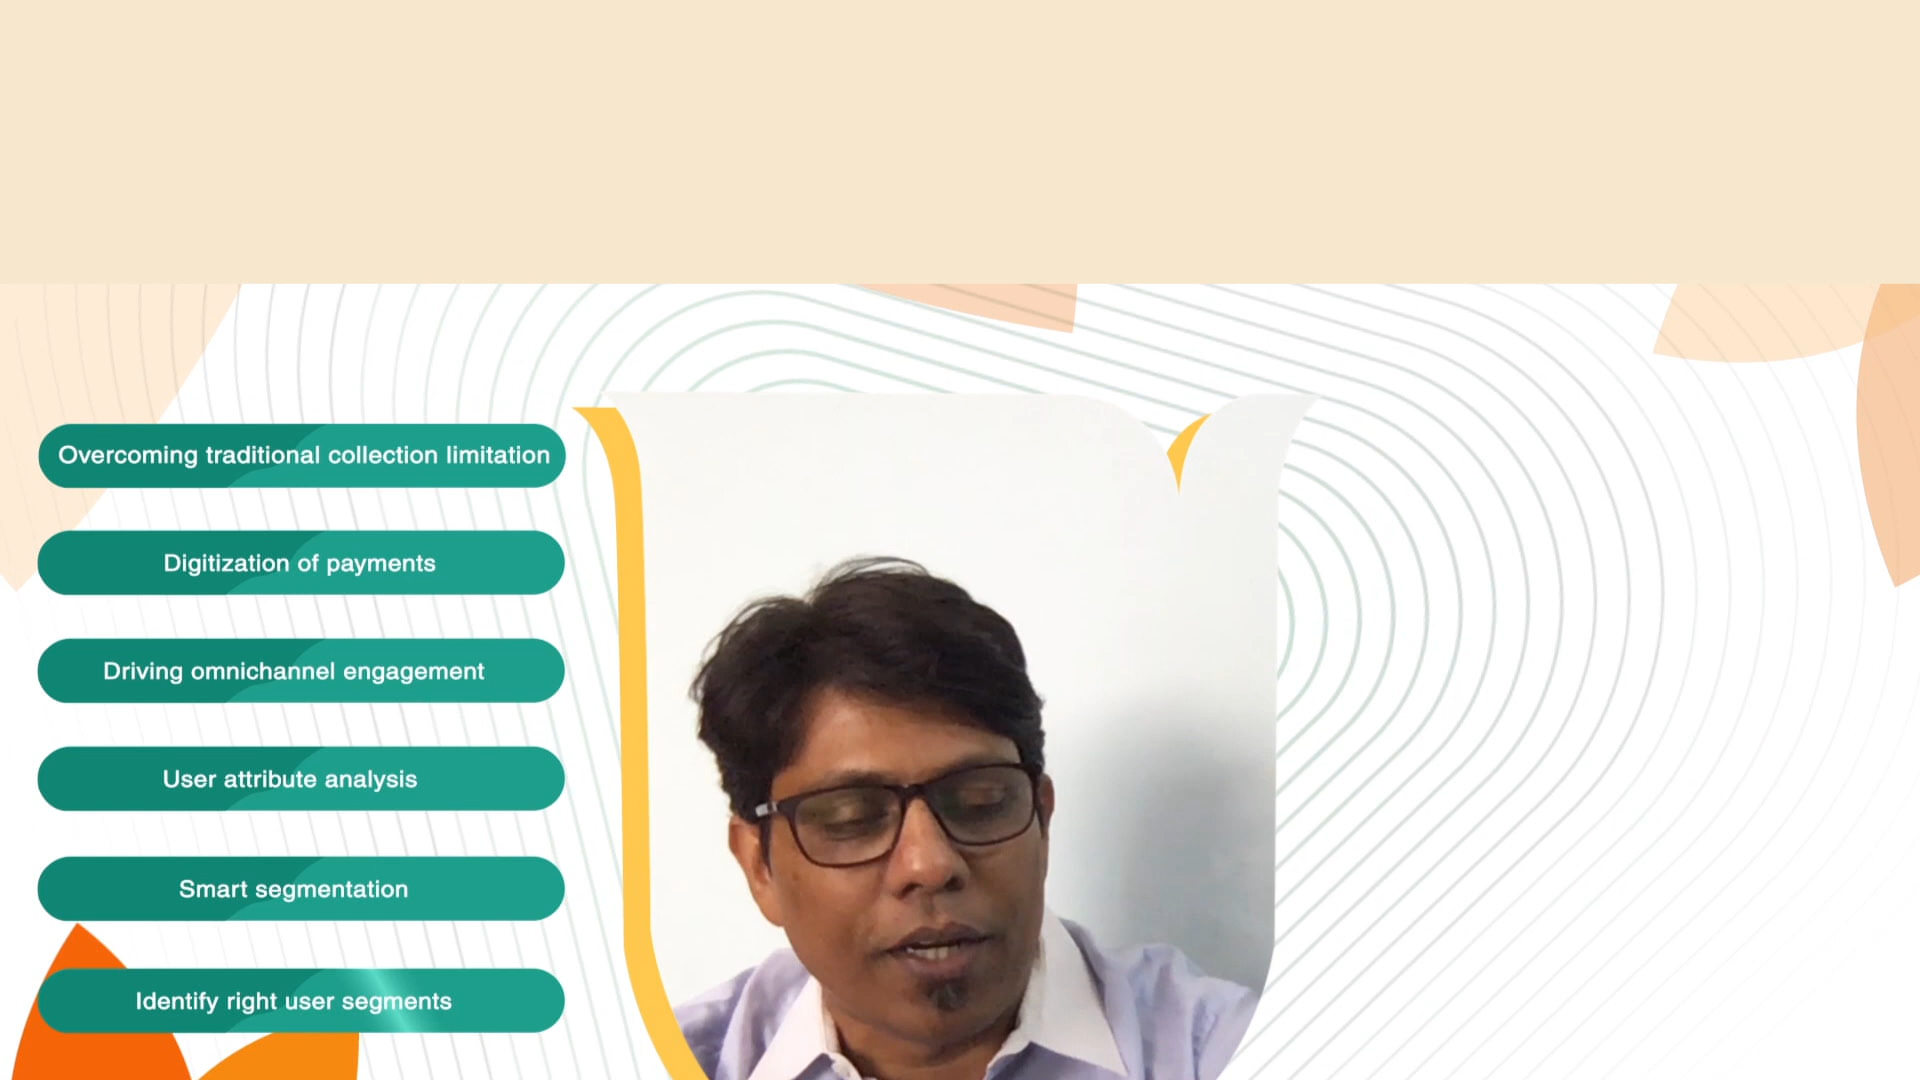 Overcoming traditional collection limitation
Digitization of payments
Driving omnichannel engagement
User attribute analysis
Smart segmentation
Identify right user segments